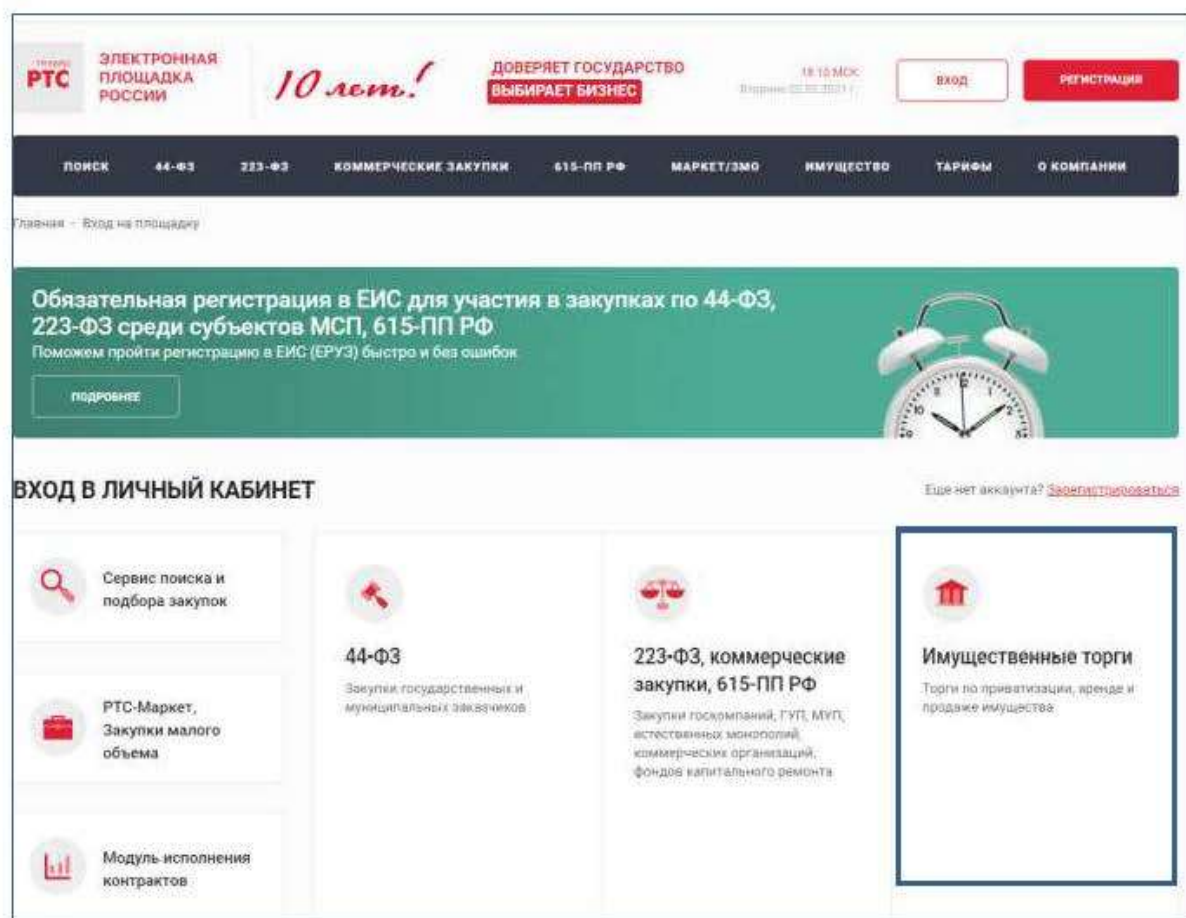 РТС
ЭЛЕКТРОННАЯ
ПЛОЩАДКА
РОССИИ
10 лет!
ДОВЕРЯЕТ ГОСУДАРСТВО
ВЫБИРАЕТ БИЗНЕС
МСК
ВХОД
РЕГИСТРАЦИЯ
ПОИСК 44-ФЗ 223-ФЗ КОММЕРЧЕСКИЕ ЗАКУПКИ 615-ПП РФ МАРКЕТ/ЗМО ИМУЩЕСТВО ТАРИФЫ О КОМПАНИИ
Главная - Вход на площадку
Обязательная регистрация в ЕИС для участия в закупках по 44-ФЗ,
223-ФЗ среди субъектов МСП, 615-ПП РФ
Поможем пройти регистрацию в ЕИС (ЕРУЗ) быстро и без ошибок
ПОДРОБНЕЕ
ВХОД В ЛИЧНЫЙ КАБИНЕТ
Еще нет аккаунта? Зарегистрироваться
Сервис поиска и
подбора закупок
РТС-Маркет,
Закупки малого
объема
Модуль исполнения
контрактов
44-ФЗ
Закупки государственных и
муниципальных заказчиков
223-ФЗ, коммерческие
закупки, 615-ПП РФ
Закупки госкомпаний, ГУП, МУП,
естественных монополий,
коммерческих организаций,
фондов капитального ремонта
Имущественные торги
Торги по приватизации, аренде и
продаже имущества